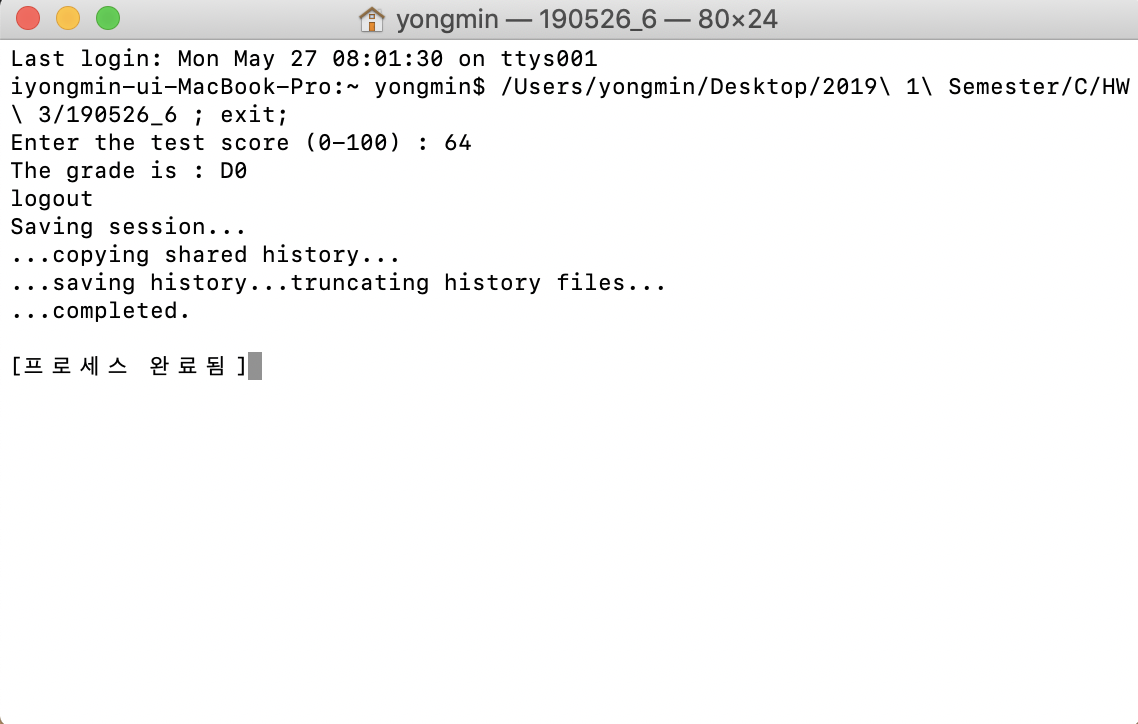 yongmin — 190526_6 — 80×24
Last login: Mon May 27 08:01:30 on ttys001
iyongmin-ui-MacBook-Pro:~ yongmin$ /Users/yongmin/Desktop/2019\ 1\ Semester/C/HW
\ 3/190526_6 ; exit;
Enter the test score (0-100) : 64
The grade is : D0
logout
Saving session...
...copying shared history...
...saving history...truncating history files...
...completed.
[프로세스 완료됨]